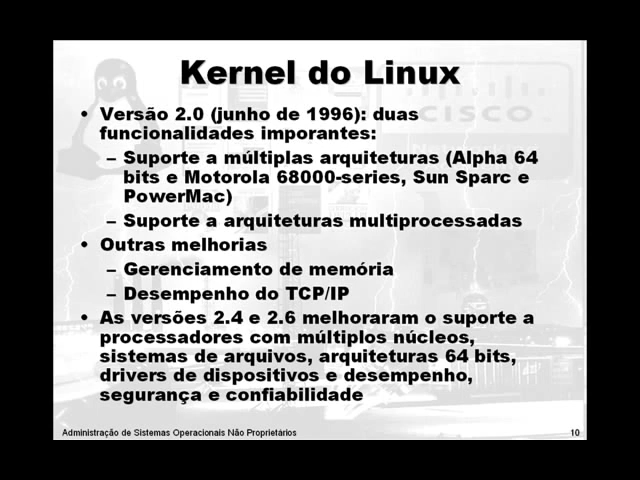 Kernel do Linux
• Versão 2.0 (junho de 1996): duas
funcionalidades imporantes:
– Suporte a múltiplas arquiteturas (Alpha 64
bits e Motorola 68000-series, Sun Sparc e
PowerMac)
– Suporte a arquiteturas multiprocessadas
• Outras melhorias
– Gerenciamento de memória
– Desempenho do TCP/IP
• As versões 2.4 e 2.6 melhoraram o suporte a
processadores com múltiplos núcleos,
sistemas de arquivos, arquiteturas 64 bits,
drivers de dispositivos e desempenho,
segurança e confiabilidade
CISCO
Administração de Sistemas Operacionais Não Proprietários
10